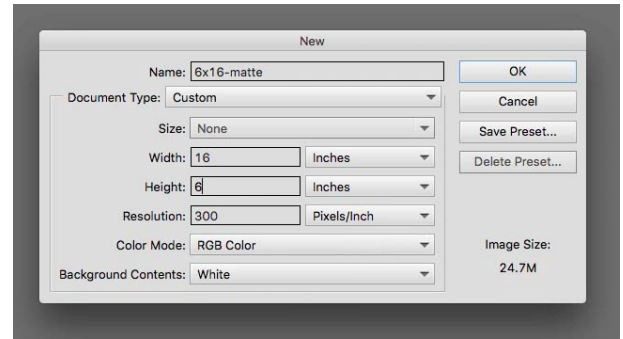 New
Name: 6x16-matte
OK
Document Type: Custom
Cancel
Size: None
Save Preset...
Width: 16 Inches
Delete Preset...
Height: 6 Inches
Resolution: 300 Pixels/Inch
Color Mode: RGB Color
Image Size:
24.7M
Background Contents: White